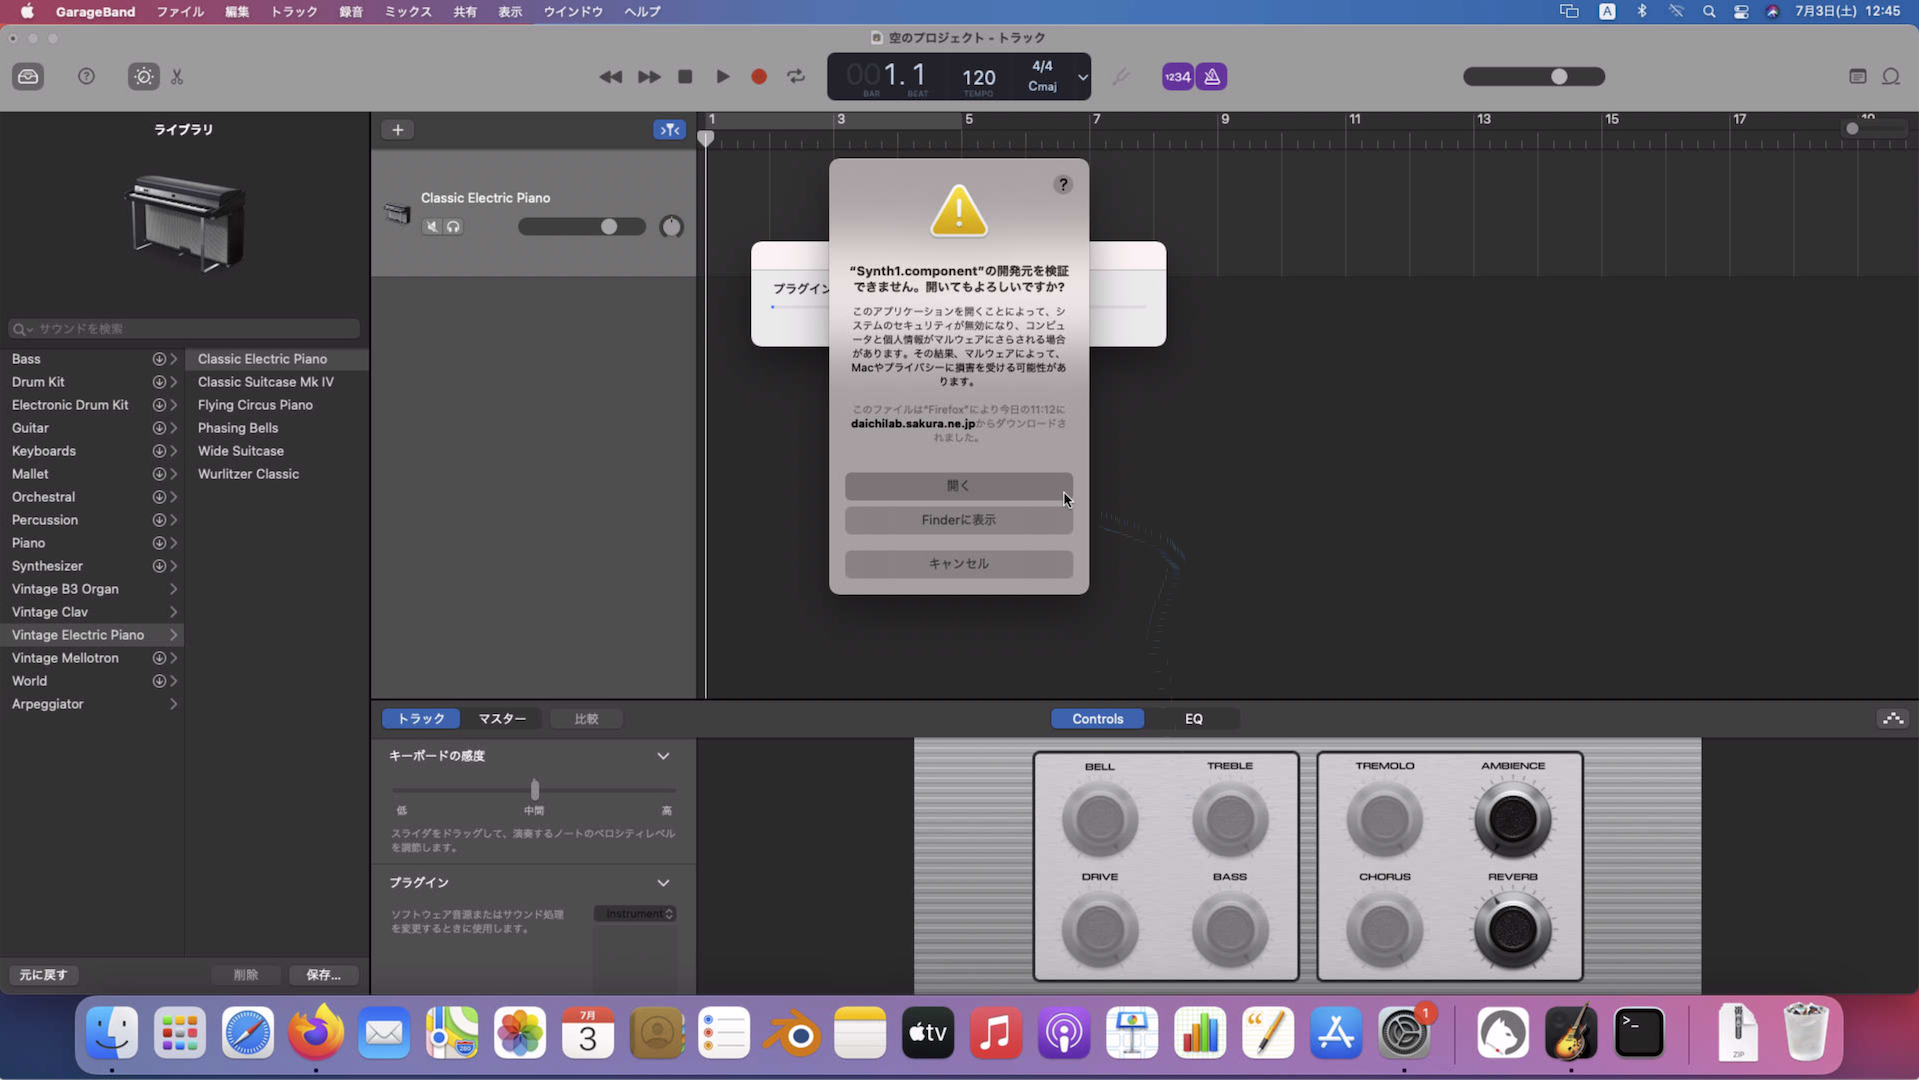 GarageBand ファイル 編集 トラック 録音 ミックス 共有 表示 ウインドウ ヘルプ
A 7月3日(土) 12:45
空のプロジェクト - トラック
001.1
BAR BEAT
120
TEMPO
4/4
Cmaj
1234
ライブラリ
1 3 5 7 9 11 13 15 17 19
Classic Electric Piano
サウンドを検索
Bass
Drum Kit
Electronic Drum Kit
Guitar
Keyboards
Mallet
Orchestral
Percussion
Piano
Synthesizer
Vintage B3 Organ
Vintage Clav
Vintage Electric Piano
Vintage Mellotron
World
Arpeggiator
Classic Electric Piano
Classic Suitcase Mk IV
Flying Circus Piano
Phasing Bells
Wide Suitcase
Wurlitzer Classic
元に戻す 削除 保存...
プラグイン
?
“Synth1.component”の開発元を検証
できません。開いてもよろしいですか?
このアプリケーションを開くことによって、シ
ステムのセキュリティが無効になり、コンピュ
ータと個人情報がマルウェアにさらされる場合
があります。その結果、マルウェアによって、
Macやプライバシーに損害を受ける可能性があ
ります。
このファイルは“Firefox”により今日の11:12に
daichilab.sakura.ne.jpからダウンロードさ
れました。
開く
Finderに表示
キャンセル
トラック マスター 比較
Controls EQ
キーボードの感度
低 中間 高
スライダをドラッグして、演奏するノートのベロシティレベル
を調節します。
プラグイン
ソフトウェア音源またはサウンド処理
を変更するときに使用します。
Instrument
BELL TREBLE TREMOLO AMBIENCE
DRIVE BASS CHORUS REVERB
7月
3
280
tv
1
>_
ZIP